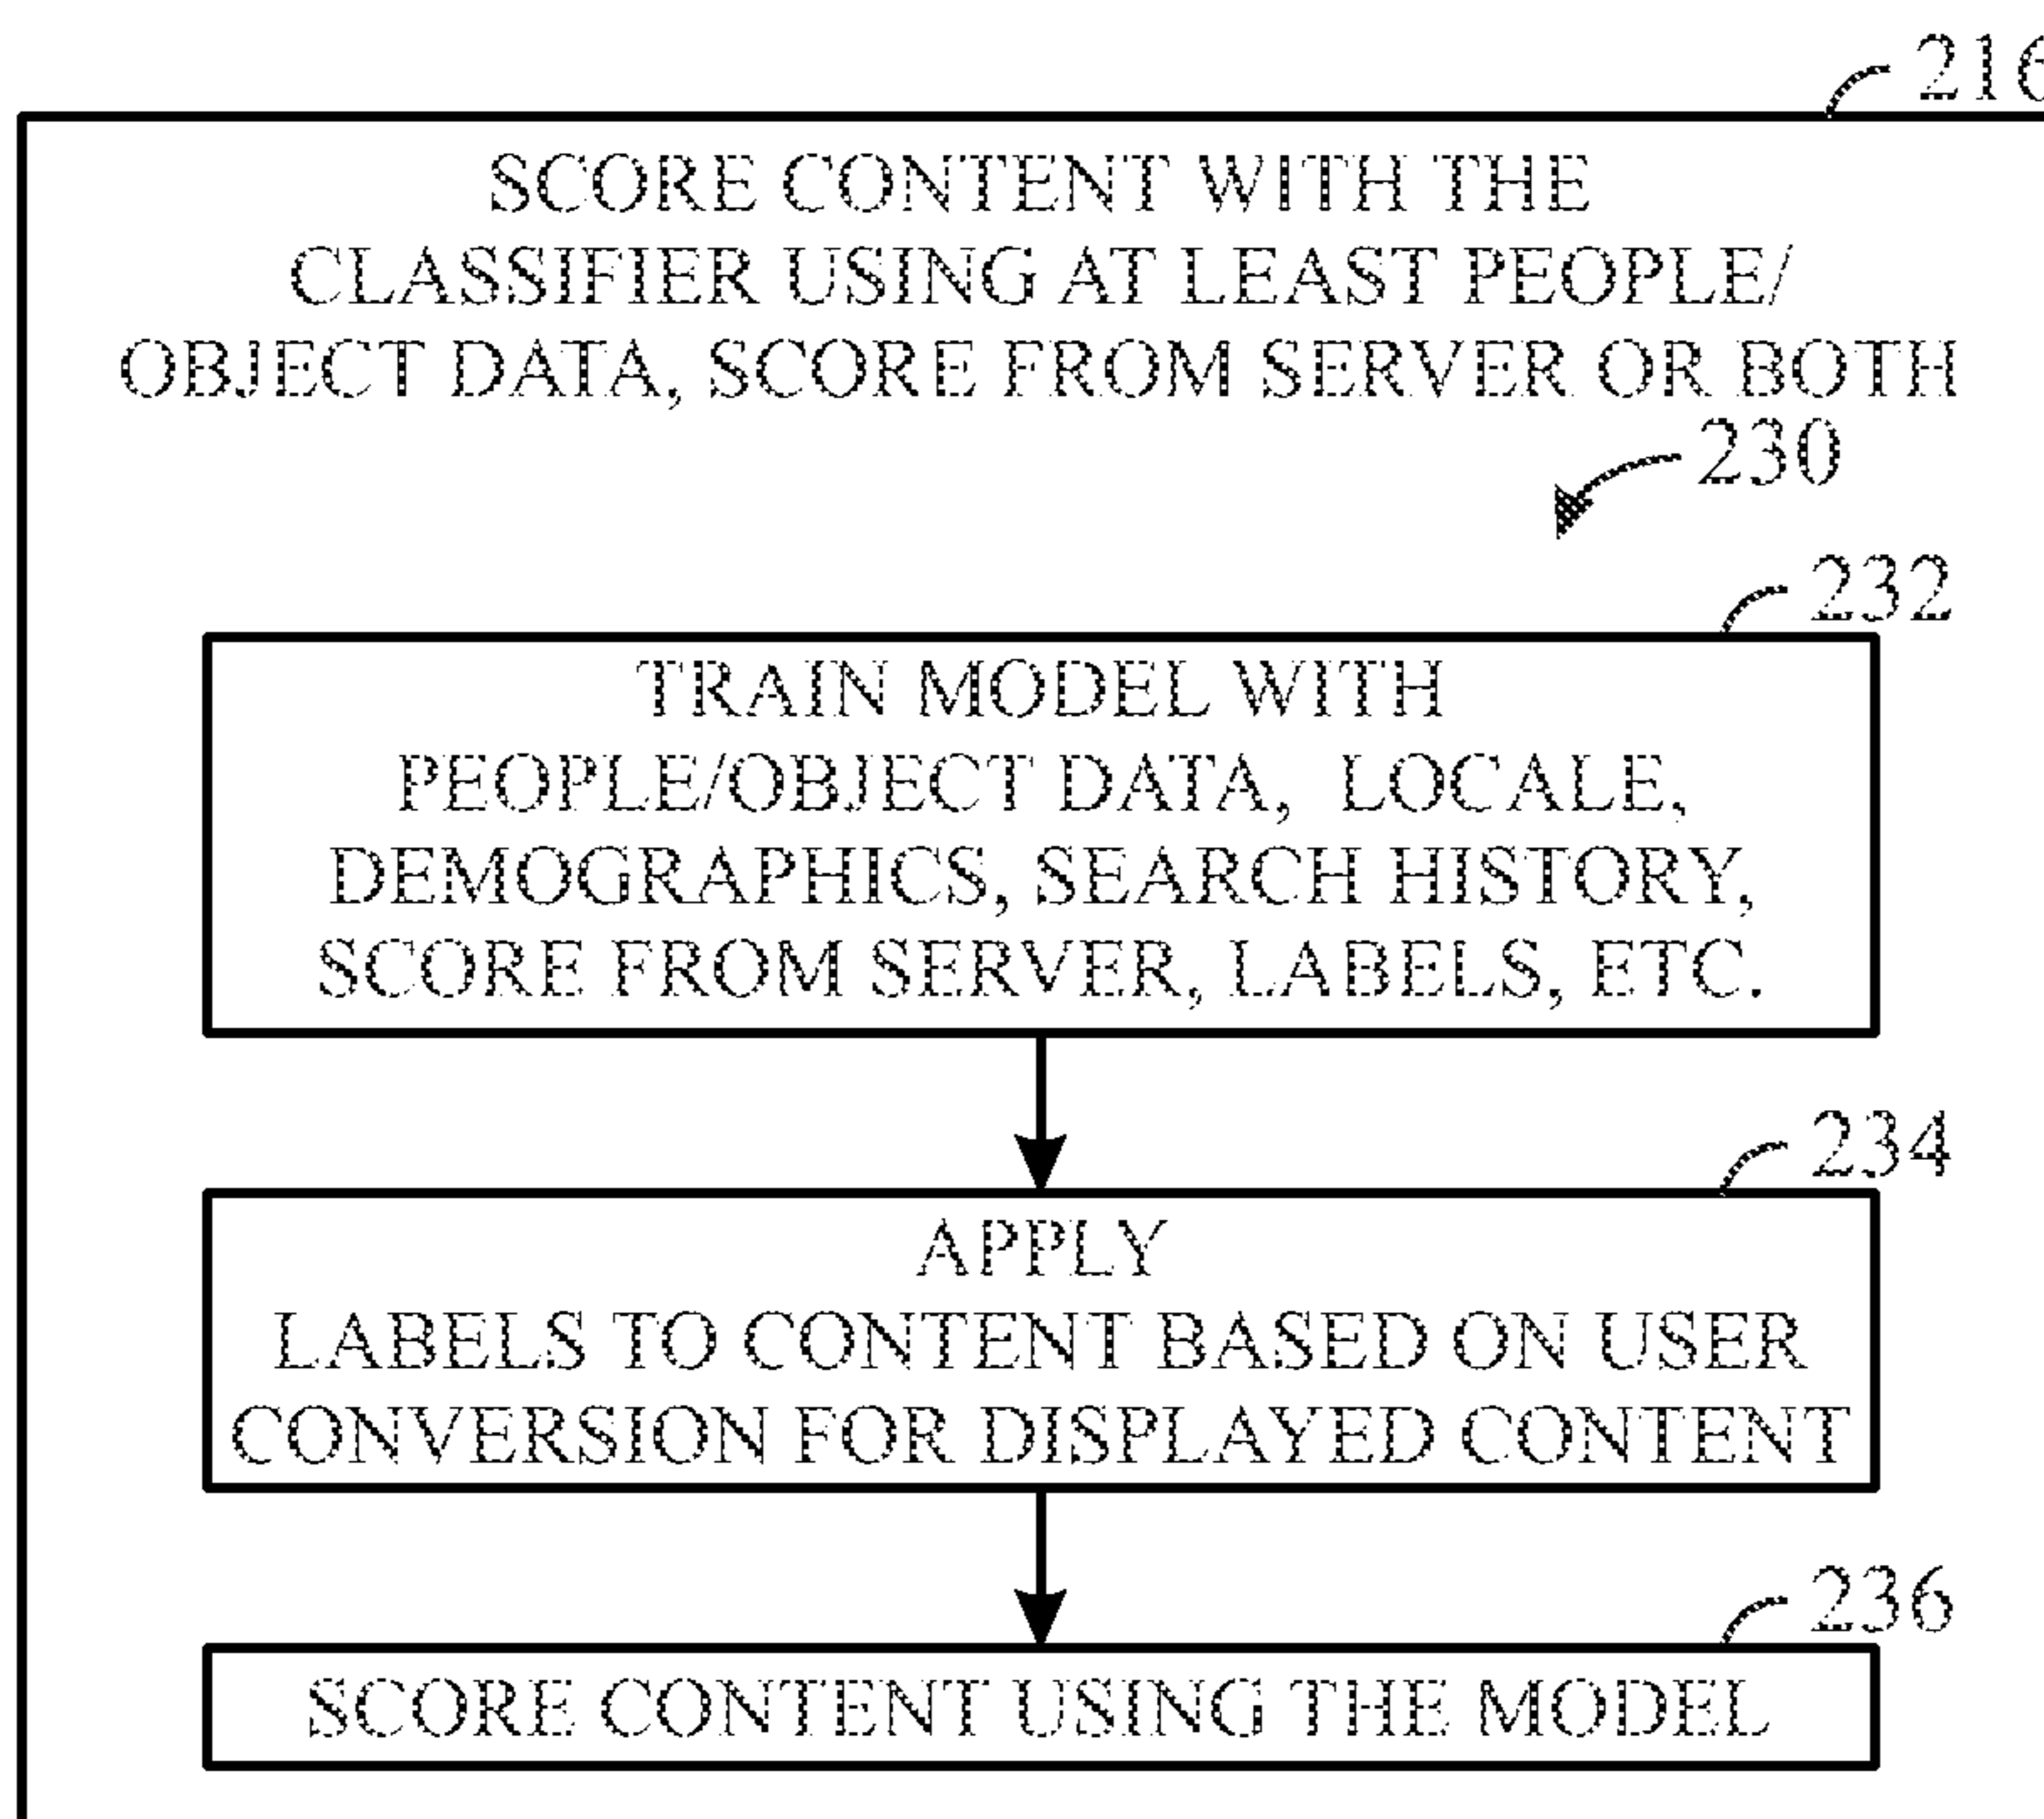 216
SCORE CONTENT WITH THE
CLASSIFIER USING AT LEAST PEOPLE/
OBJECT DATA, SCORE FROM SERVER OR BOTH
230
232
TRAIN MODEL WITH
PEOPLE/OBJECT DATA, LOCALE,
DEMOGRAPHICS, SEARCH HISTORY,
SCORE FROM SERVER, LABELS, ETC.
234
APPLY
LABELS TO CONTENT BASED ON USER
CONVERSION FOR DISPLAYED CONTENT
236
SCORE CONTENT USING THE MODEL